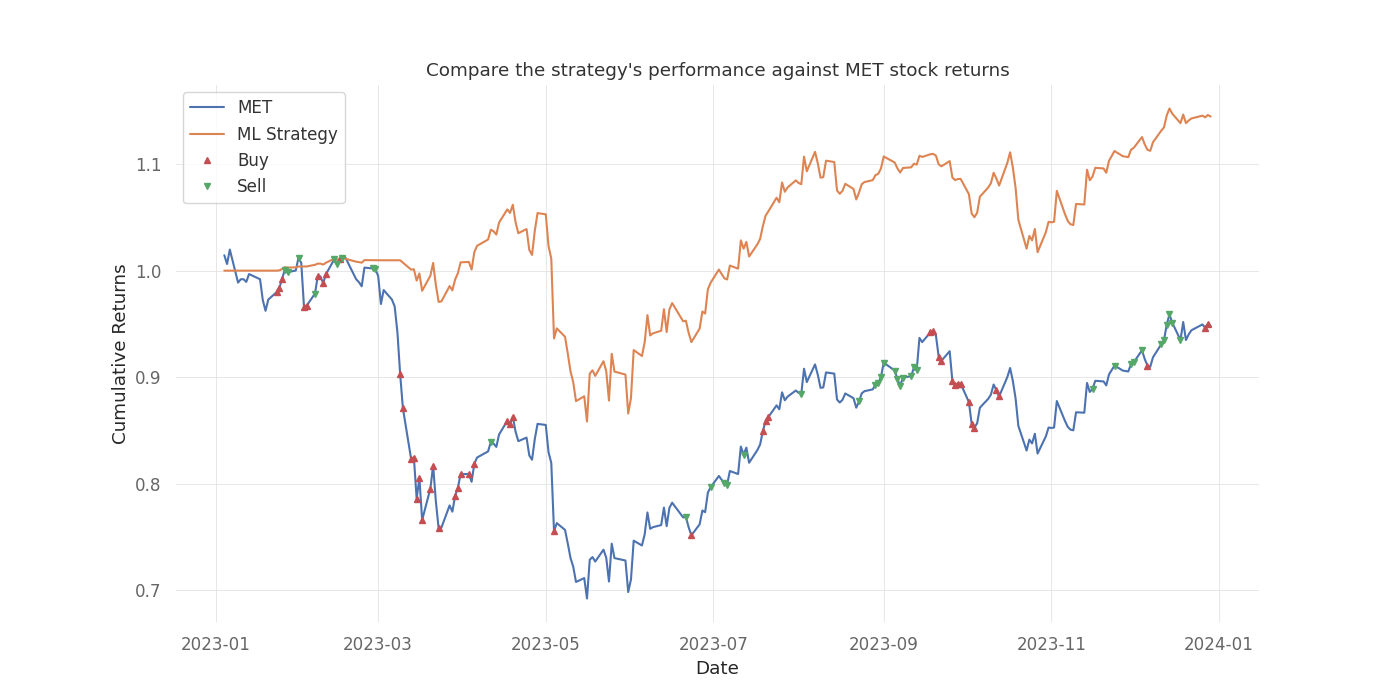 Compare the strategy's performance against MET stock returns
MET
ML Strategy
Buy
Sell
Cumulative Returns
1.1
1.0
0.9
0.8
0.7
2023-01
2023-03
2023-05
2023-07
2023-09
2023-11
2024-01
Date